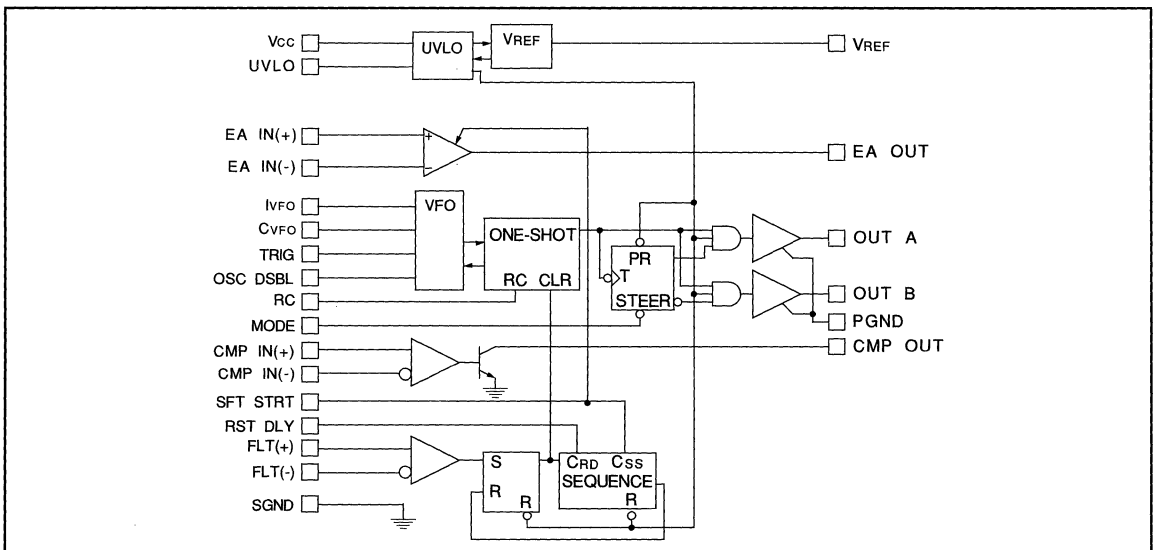 Vcc
UVLO
UVLO
VREF
VREF
EA IN(+)
EA IN(-)
+
−
EA OUT
IVFO
CVFO
TRIG
OSC DSBL
RC
MODE
VFO
ONE-SHOT
RC CLR
PR
T
STEER
OUT A
OUT B
PGND
CMP OUT
CMP IN(+)
CMP IN(-)
SFT STRT
RST DLY
FLT(+)
FLT(-)
SGND
S
R
R
CRD CSS
SEQUENCE
R